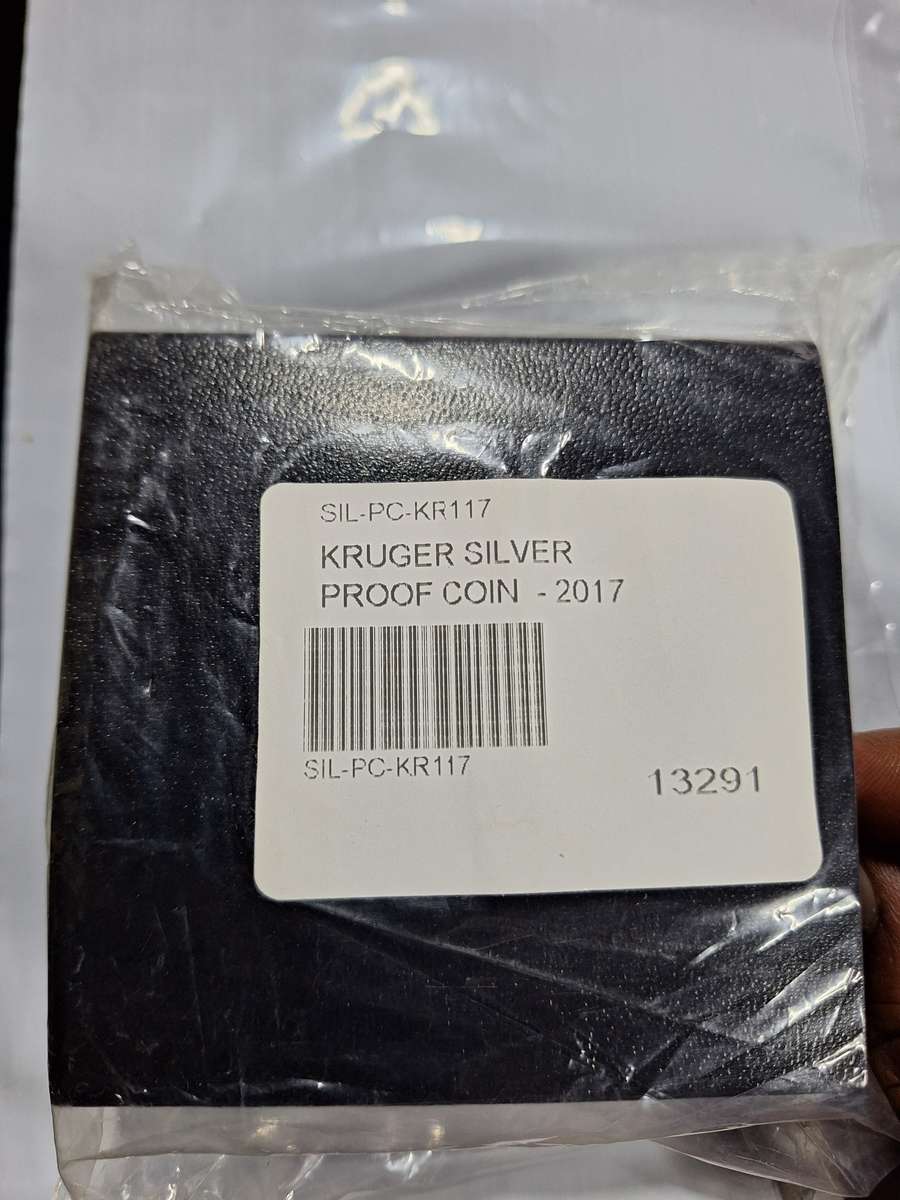 SIL-PC-KR117
KRUGER SILVER
PROOF COIN - 2017
SIL-PC-KR117
13291